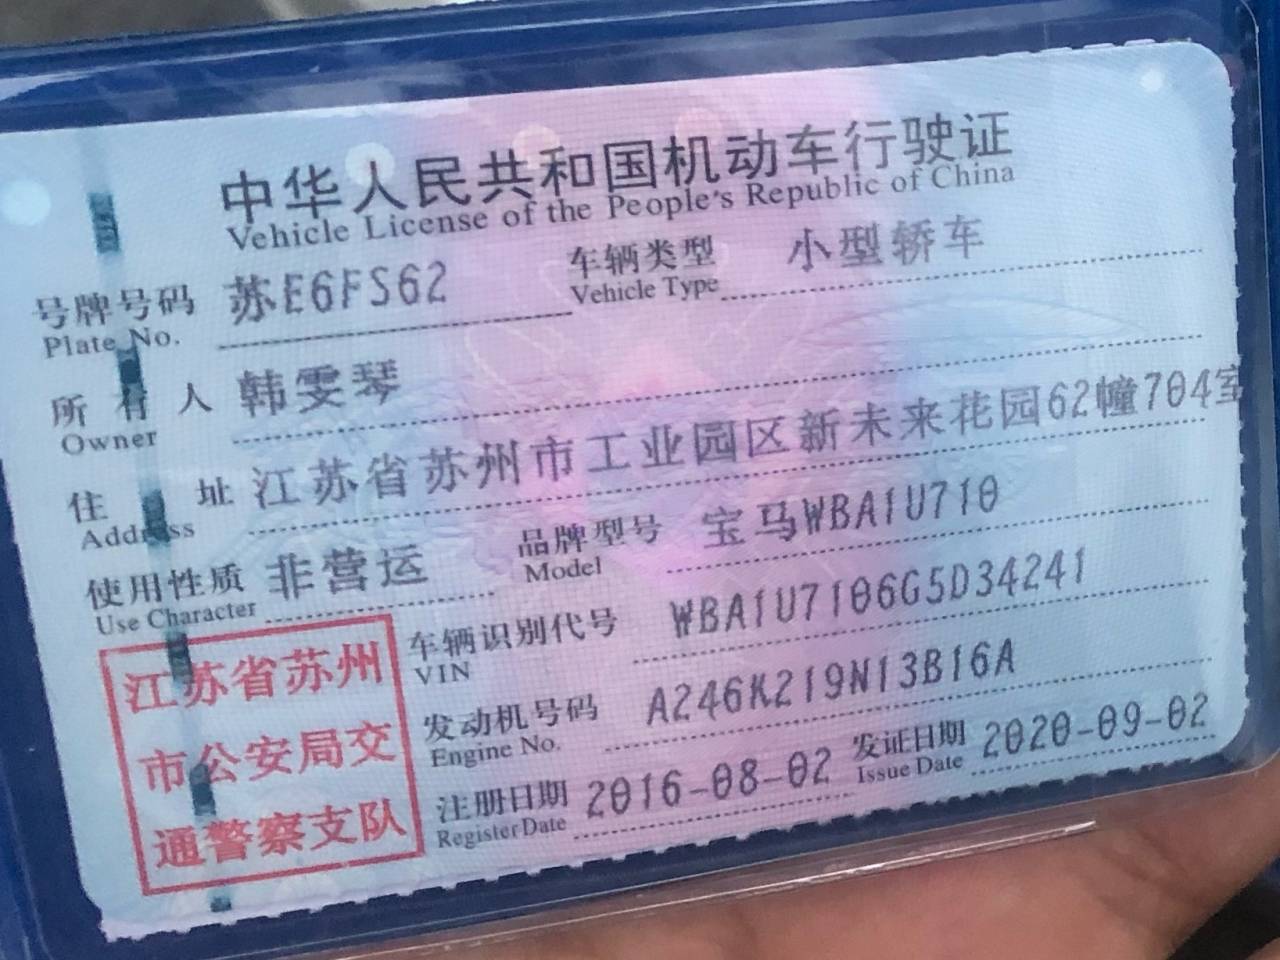 中华人民共和国机动车行驶证
Vehicle License of the People's Republic of China
号牌号码 苏E6FS62 车辆类型 小型轿车
Plate No. Vehicle Type
所有人 韩雯琴
Owner
住址 江苏省苏州市工业园区新未来花园62幢704室
Address
使用性质 非营运 品牌型号 宝马WBA1U710
Use Character Model
车辆识别代号 WBA1U7106G5D34241
VIN
发动机号码 A246K219N13B16A
Engine No.
注册日期 2016-08-02 发证日期 2020-09-02
Register Date Issue Date
江苏省苏州
市公安局交
通警察支队